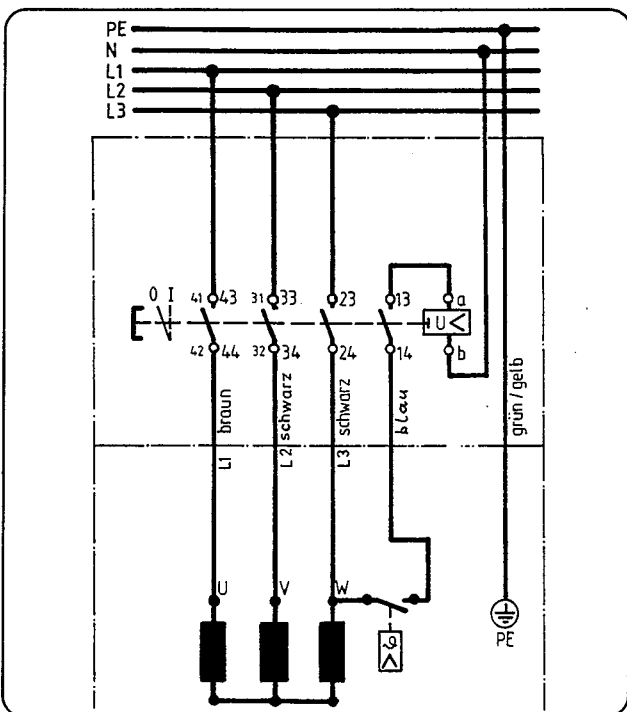 PE
N
L1
L2
L3
0 I 41 43 31 33 23 13 a
U<
42 44 32 34 24 14 b
braun
schwarz
schwarz
blau
grün/gelb
L1
L2
L3
U V W
ϑ
<
PE